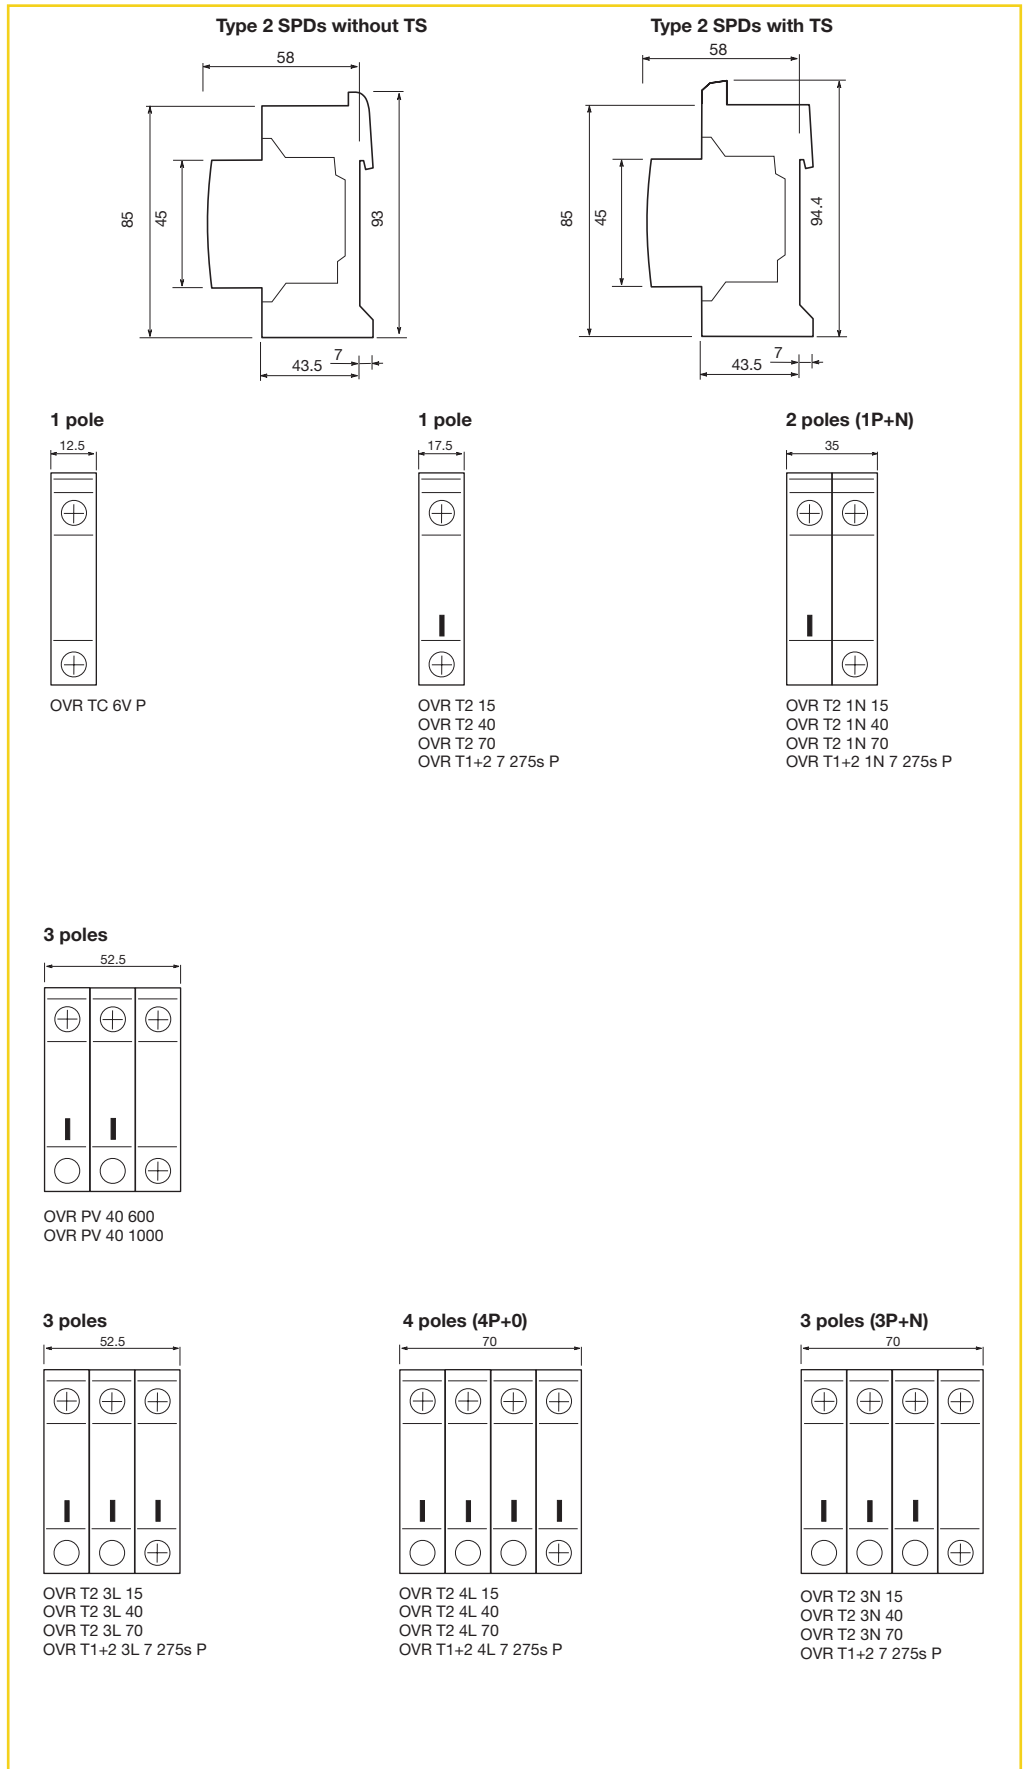 Type 2 SPDs without TS
58
85
45
93
7
43.5
Type 2 SPDs with TS
58
85
45
94.4
7
43.5
1 pole
12.5
OVR TC 6V P
1 pole
17.5
OVR T2 15
OVR T2 40
OVR T2 70
OVR T1+2 7 275s P
2 poles (1P+N)
35
OVR T2 1N 15
OVR T2 1N 40
OVR T2 1N 70
OVR T1+2 1N 7 275s P
3 poles
52.5
OVR PV 40 600
OVR PV 40 1000
3 poles
52.5
OVR T2 3L 15
OVR T2 3L 40
OVR T2 3L 70
OVR T1+2 3L 7 275s P
4 poles (4P+0)
70
OVR T2 4L 15
OVR T2 4L 40
OVR T2 4L 70
OVR T1+2 4L 7 275s P
3 poles (3P+N)
70
OVR T2 3N 15
OVR T2 3N 40
OVR T2 3N 70
OVR T1+2 7 275s P